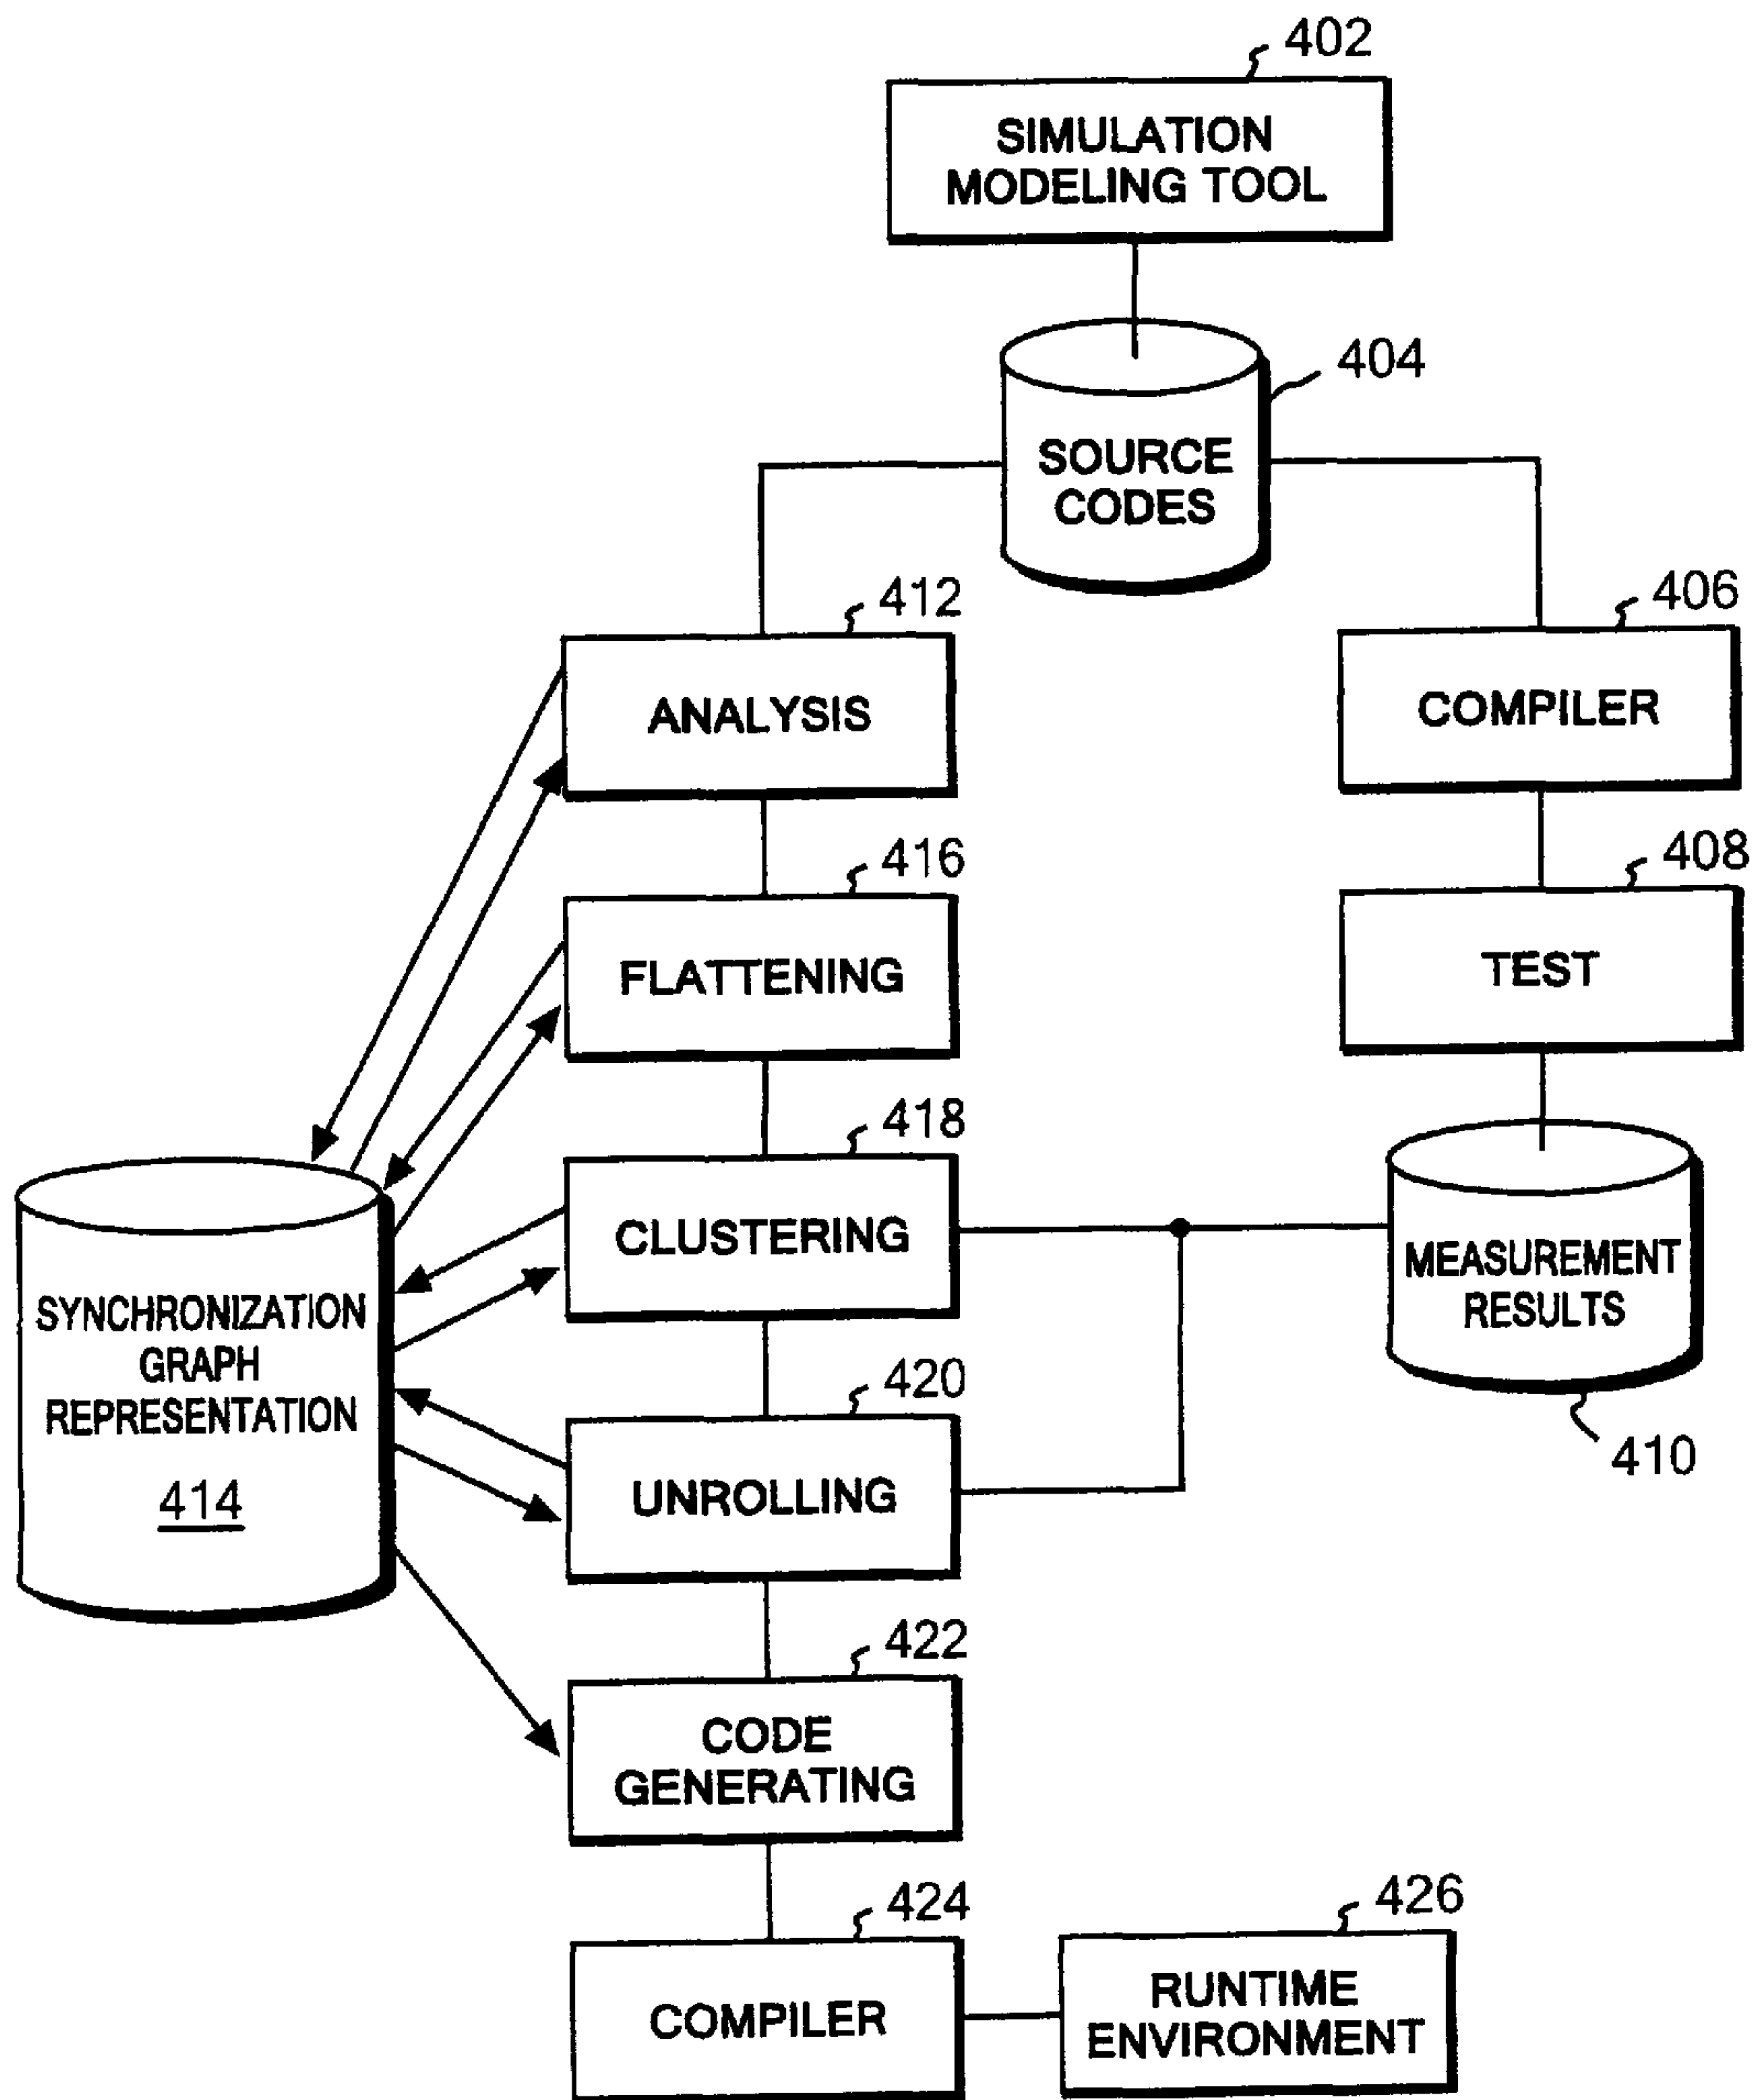 402
SIMULATION
MODELING TOOL
404
SOURCE
CODES
412
ANALYSIS
406
COMPILER
416
FLATTENING
408
TEST
418
CLUSTERING
MEASUREMENT
RESULTS
410
SYNCHRONIZATION
GRAPH
REPRESENTATION
414
420
UNROLLING
422
CODE
GENERATING
424
COMPILER
426
RUNTIME
ENVIRONMENT